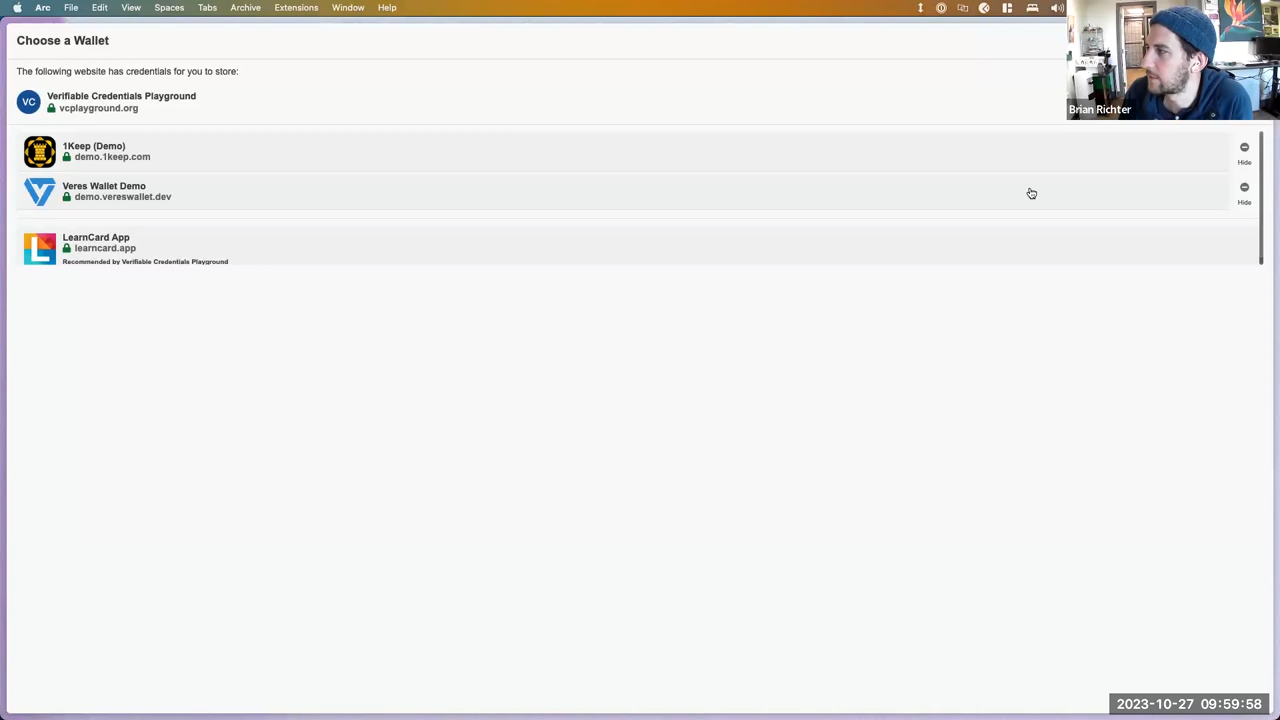 Arc File Edit View Spaces Tabs Archive Extensions Window Help
Choose a Wallet
The following website has credentials for you to store:
VC
Verifiable Credentials Playground
vcplayground.org
1Keep (Demo)
demo.1keep.com
Hide
Veres Wallet Demo
demo.vereswallet.dev
Hide
L
LearnCard App
learncard.app
Recommended by Verifiable Credentials Playground
Brian Richter
2023-10-27 09:59:58